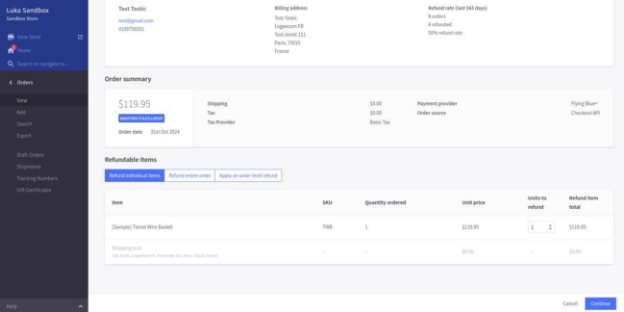 Luka Sandbox
Sandbox Store
View Store
Home
Search or navigate to...
Orders
View
Add
Search
Export
Draft Orders
Shipments
Tracking Numbers
Gift Certificates
Help
Test Testic
test@gmail.com
Billing address
Test Testic
Logeecom FR
Test street 111
Paris, 75019
France
Refund rate (last 365 days)
8 orders
4 refunded
50% refund rate
Order summary
$119.95
AWAITING FULFILLMENT
Order date 31st Oct 2024
Shipping $0.00
Tax $0.00
Tax Provider Basic Tax
Payment provider Flying Blue+
Order source Checkout API
Refundable items
Refund individual items Refund entire order Apply an order level refund
Item SKU Quantity ordered Unit price Units to refund Refund item total
[Sample] Tiered Wire Basket TWB 1 $119.95 1 $119.95
Shipping cost -- -- $0.00 -- $0.00
Cancel Continue